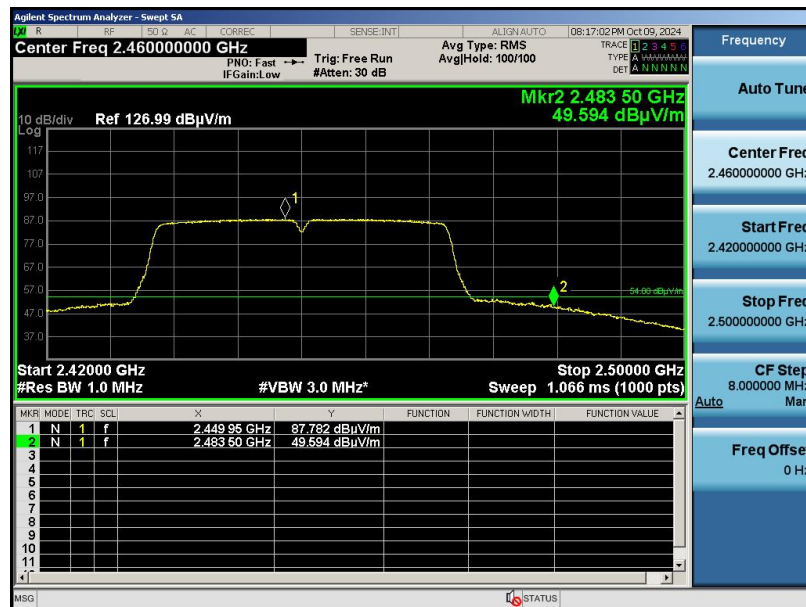 Agilent Spectrum Analyzer - Swept SA
LXI R RF 50 Ω AC CORREC SENSE:INT ALIGNAUTO 08:17:02 PM Oct 09, 2024
Center Freq 2.460000000 GHz
PNO: Fast
IFGain:Low
Trig: Free Run
#Atten: 30 dB
Avg Type: RMS
Avg|Hold: 100/100
TRACE 1 2 3 4 5 6
TYPE A WWWWW
DET A N N N N N
Mkr2 2.483 50 GHz
49.594 dBµV/m
10 dB/div
Log
Ref 126.99 dBµV/m
117
107
97.0
87.0
77.0
67.0
57.0
47.0
37.0
1
2
54.00 dBµV/m
Start 2.42000 GHz Stop 2.50000 GHz
#Res BW 1.0 MHz #VBW 3.0 MHz* Sweep 1.066 ms (1000 pts)
MKR MODE TRC SCL X Y FUNCTION FUNCTION WIDTH FUNCTION VALUE
1 N 1 f 2.449 95 GHz 87.782 dBµV/m
2 N 1 f 2.483 50 GHz 49.594 dBµV/m
3
4
5
6
7
8
9
10
11
MSG STATUS
Frequency
Auto Tune
Center Freq
2.460000000 GHz
Start Freq
2.420000000 GHz
Stop Freq
2.500000000 GHz
CF Step
8.000000 MHz
Auto Man
Freq Offset
0 Hz